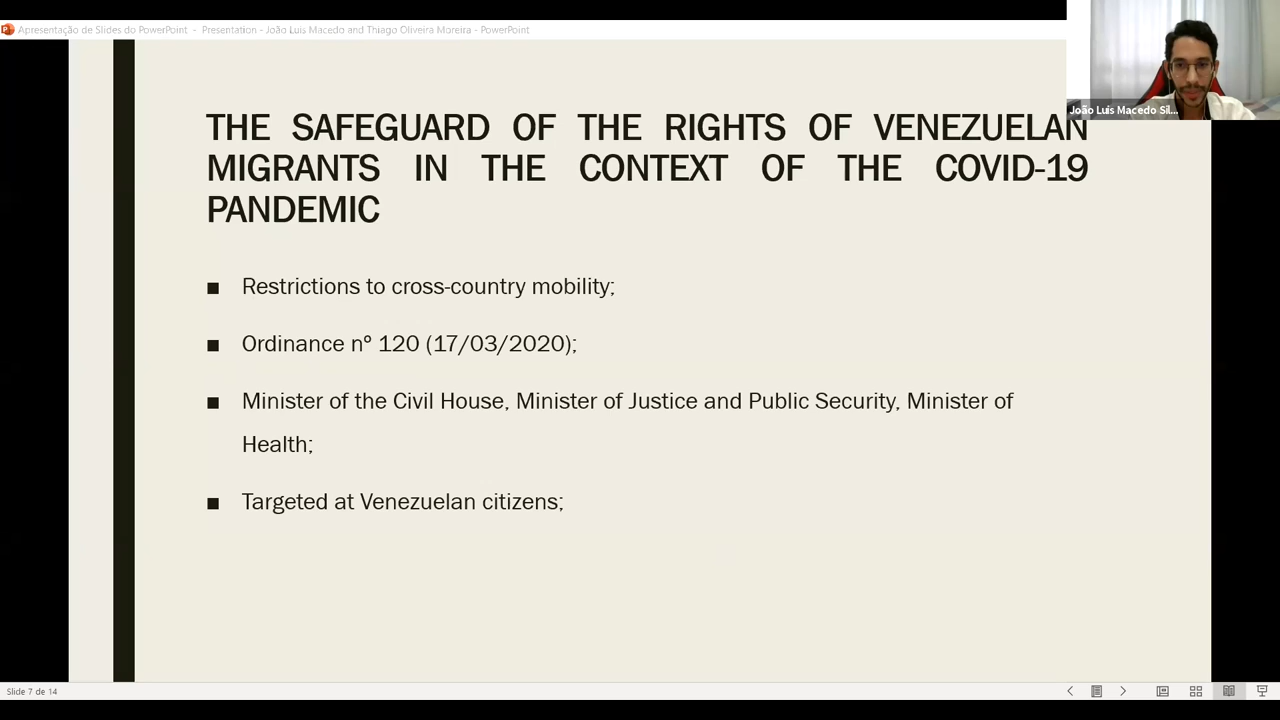 Apresentação de Slides do PowerPoint - Presentation - João Luis Macedo and Thiago Oliveira Moreira - PowerPoint
João Luis Macedo Sil...
THE SAFEGUARD OF THE RIGHTS OF VENEZUELAN
MIGRANTS IN THE CONTEXT OF THE COVID-19
PANDEMIC
■ Restrictions to cross-country mobility;
■ Ordinance nº 120 (17/03/2020);
■ Minister of the Civil House, Minister of Justice and Public Security, Minister of
Health;
■ Targeted at Venezuelan citizens;
Slide 7 de 14